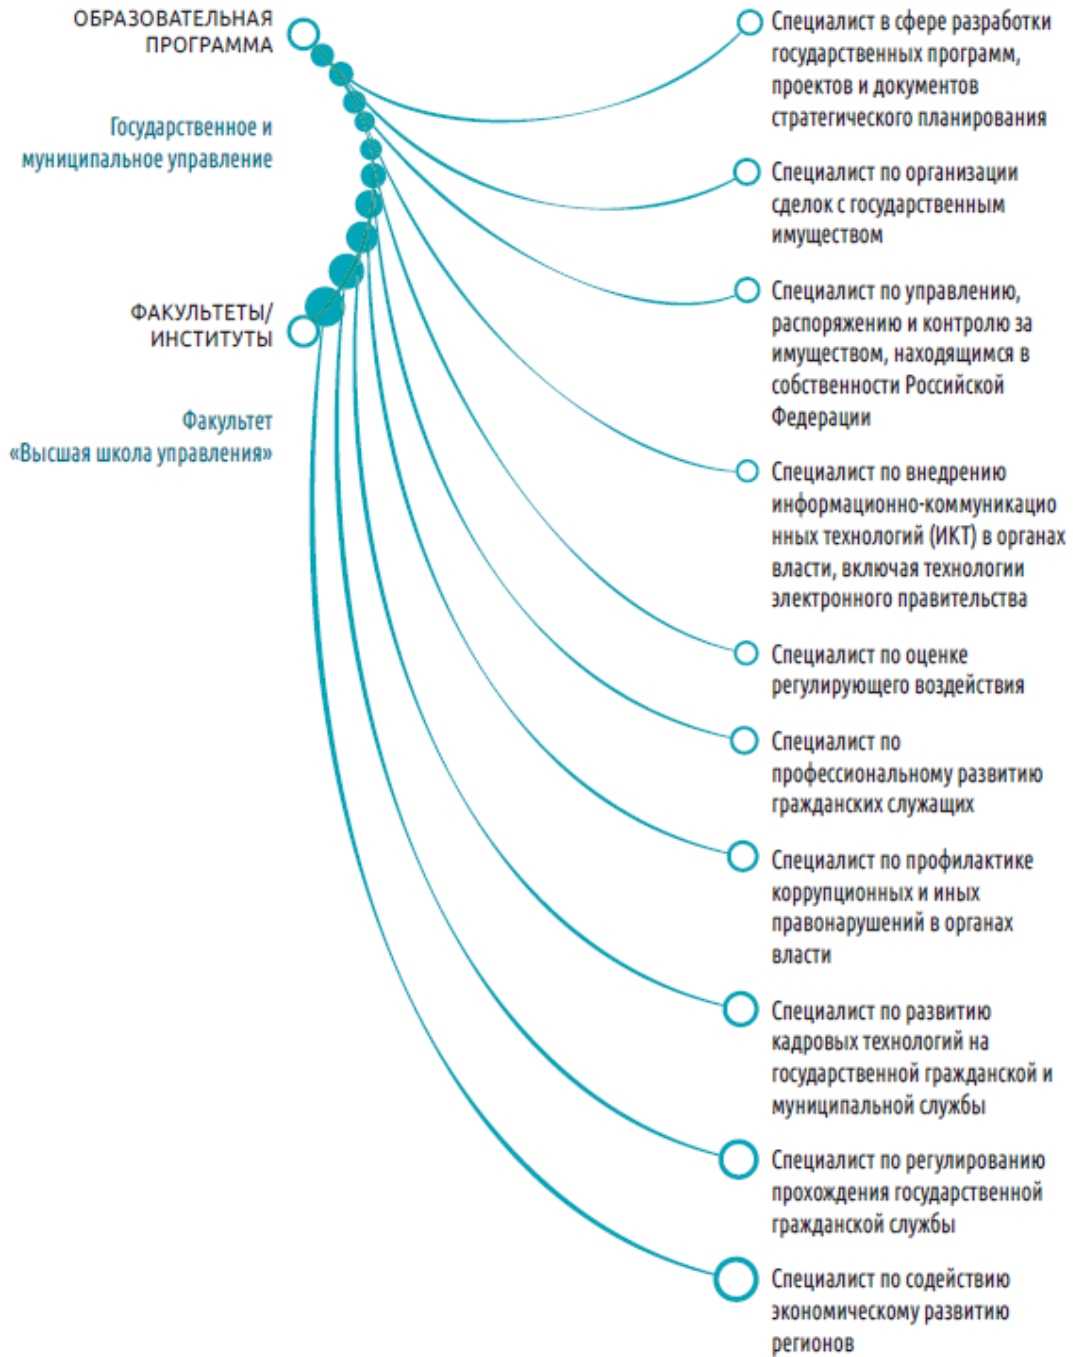 ОБРАЗОВАТЕЛЬНАЯ
ПРОГРАММА
Государственное и
муниципальное управление
ФАКУЛЬТЕТЫ/
ИНСТИТУТЫ
Факультет
«Высшая школа управления»
Специалист в сфере разработки
государственных программ,
проектов и документов
стратегического планирования
Специалист по организации
сделок с государственным
имуществом
Специалист по управлению,
распоряжению и контролю за
имуществом, находящимся в
собственности Российской
Федерации
Специалист по внедрению
информационно-коммуникацио
нных технологий (ИКТ) в органах
власти, включая технологии
электронного правительства
Специалист по оценке
регулирующего воздействия
Специалист по
профессиональному развитию
гражданских служащих
Специалист по профилактике
коррупционных и иных
правонарушений в органах
власти
Специалист по развитию
кадровых технологий на
государственной гражданской и
муниципальной службы
Специалист по регулированию
прохождения государственной
гражданской службы
Специалист по содействию
экономическому развитию
регионов